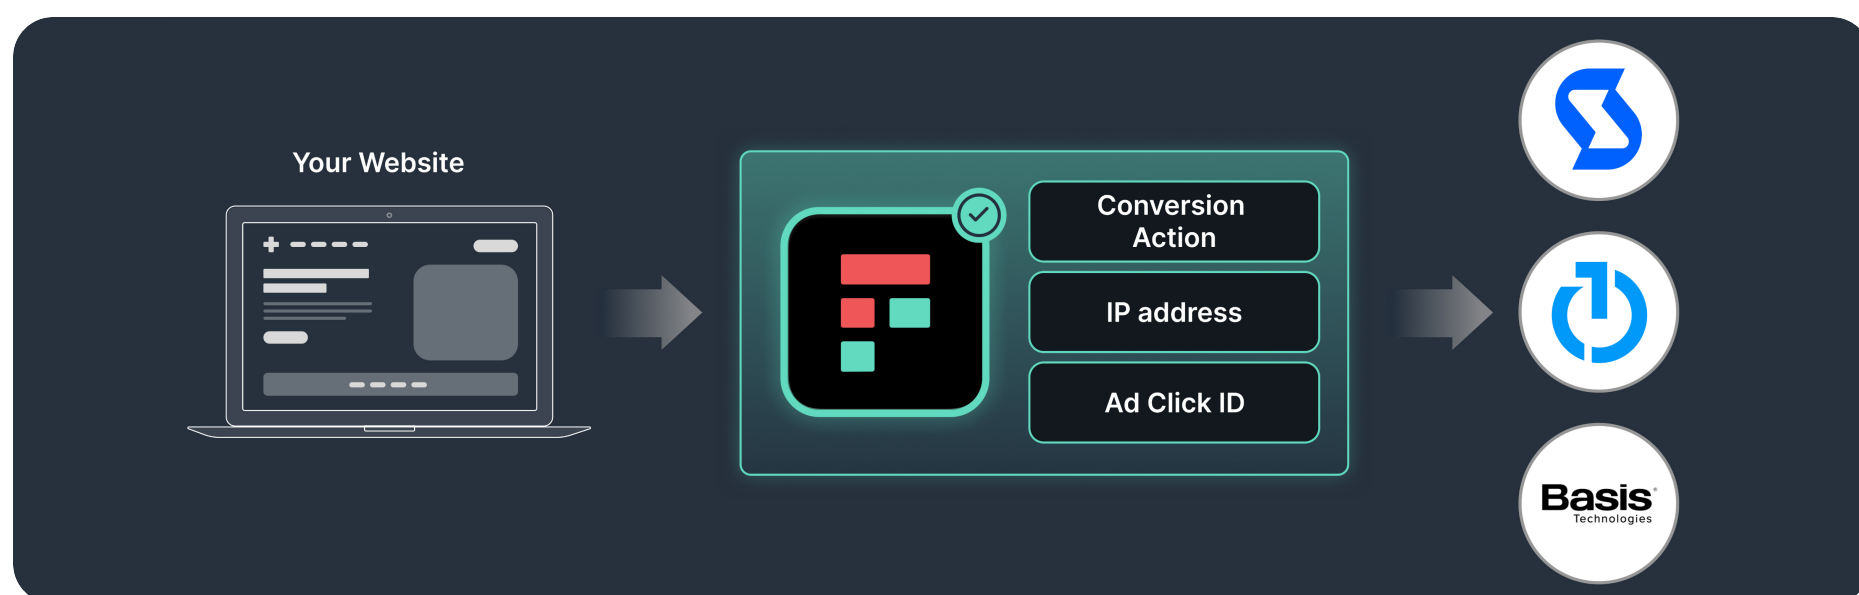 Your Website
Conversion
Action
IP address
Ad Click ID
Basis
Technologies